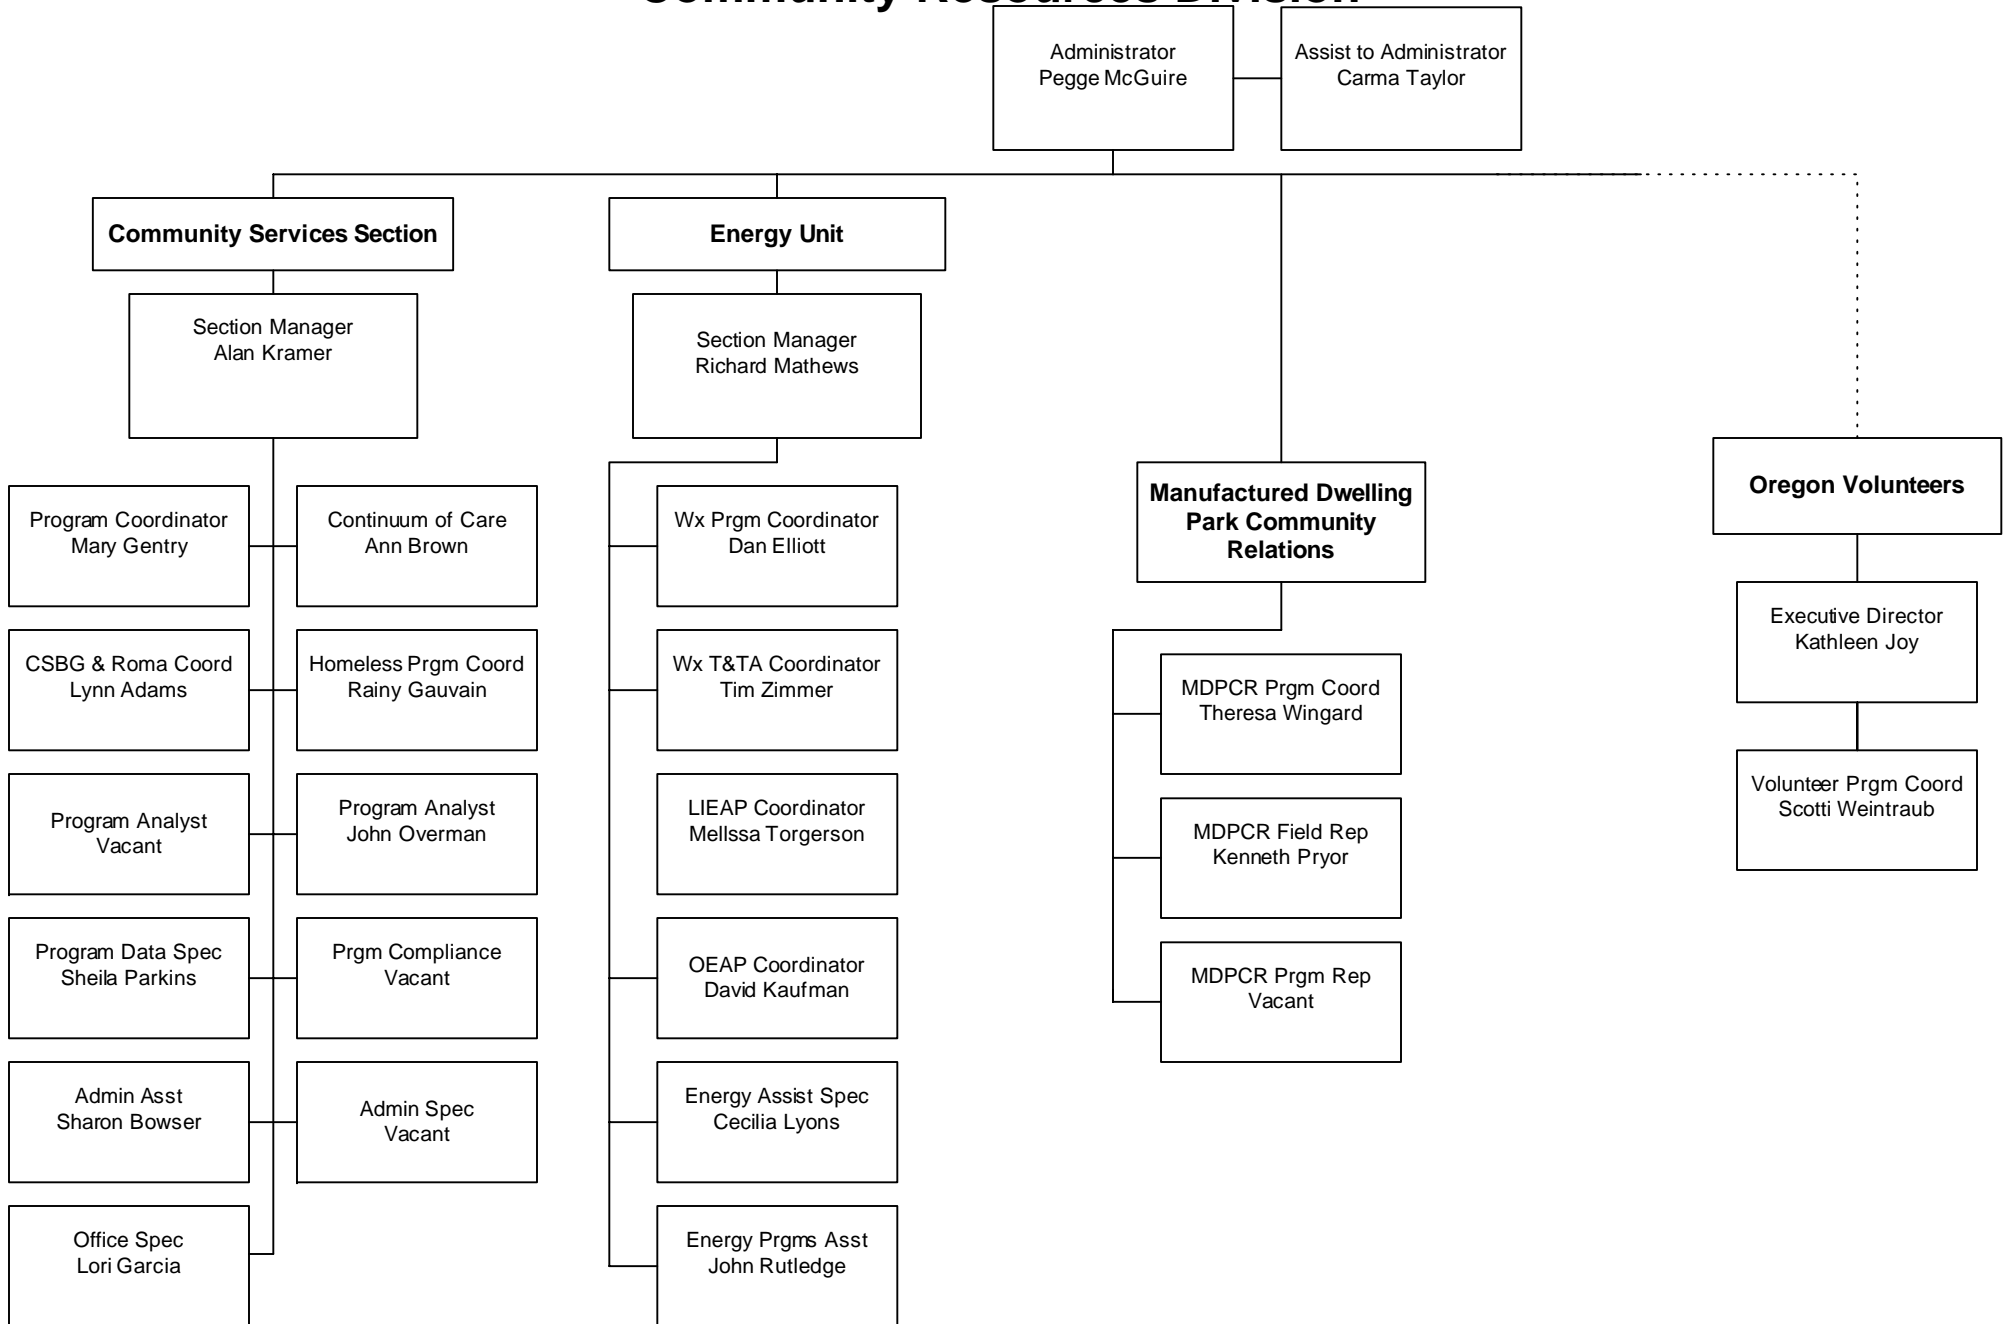 Community Resources Division
Administrator
Pegge McGuire
Assist to Administrator
Carma Taylor
Community Services Section
Energy Unit
Section Manager
Alan Kramer
Section Manager
Richard Mathews
Manufactured Dwelling
Park Community
Relations
Oregon Volunteers
Program Coordinator
Mary Gentry
Continuum of Care
Ann Brown
Wx Prgm Coordinator
Dan Elliott
Executive Director
Kathleen Joy
CSBG & Roma Coord
Lynn Adams
Homeless Prgm Coord
Rainy Gauvain
Wx T&TA Coordinator
Tim Zimmer
MDPCR Prgm Coord
Theresa Wingard
Volunteer Prgm Coord
Scotti Weintraub
Program Analyst
Vacant
Program Analyst
John Overman
LIEAP Coordinator
Mellssa Torgerson
MDPCR Field Rep
Kenneth Pryor
Program Data Spec
Sheila Parkins
Prgm Compliance
Vacant
OEAP Coordinator
David Kaufman
MDPCR Prgm Rep
Vacant
Admin Asst
Sharon Bowser
Admin Spec
Vacant
Energy Assist Spec
Cecilia Lyons
Office Spec
Lori Garcia
Energy Prgms Asst
John Rutledge